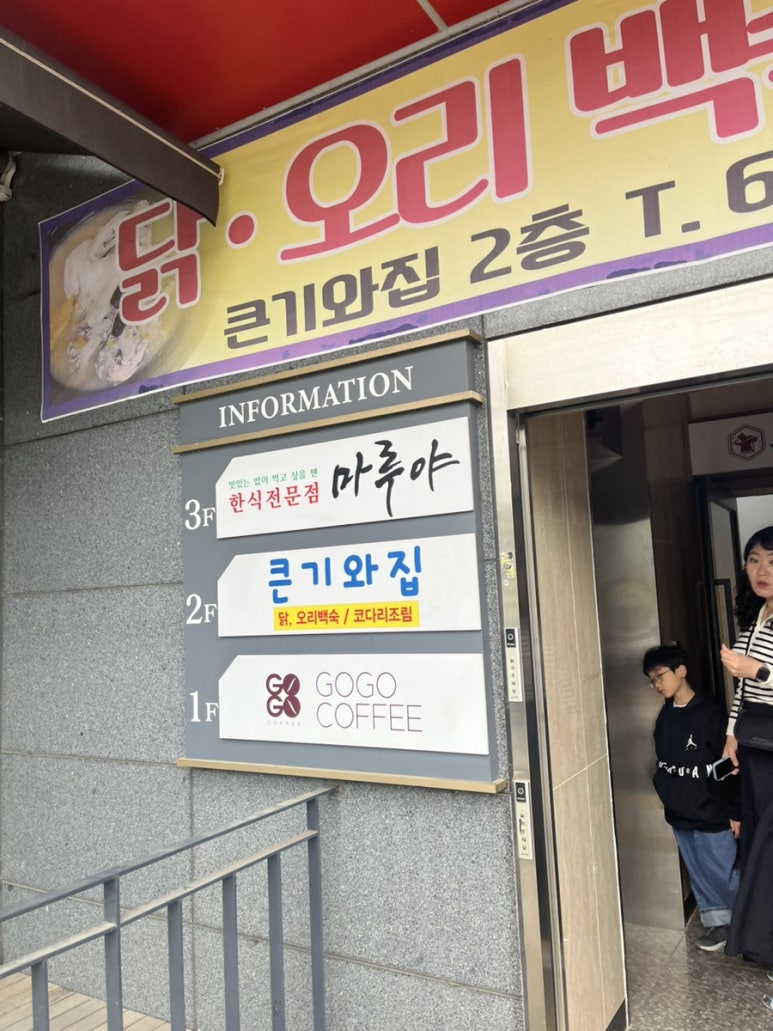 닭·오리 백
큰기와집 2층 T. 6
INFORMATION
맛있는 밥이 먹고 싶을 땐
한식전문점 마루야
3F
큰기와집
닭, 오리백숙 / 코다리조림
2F
GOGO
COFFEE
GOGO
COFFEE
1F